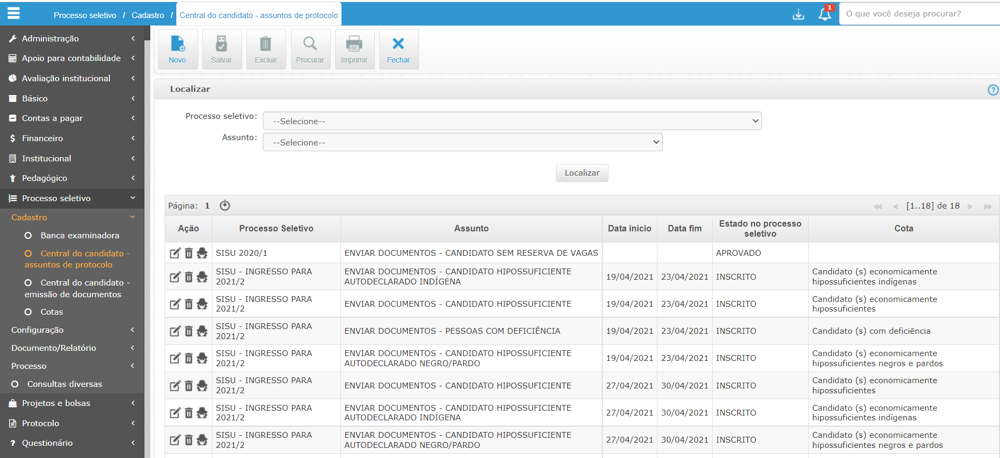 Processo seletivo / Cadastro / Central do candidato - assuntos de protocolo
1
O que você deseja procurar?
Administração
Apoio para contabilidade
Avaliação institucional
Básico
Contas a pagar
Financeiro
Institucional
Pedagógico
Processo seletivo
Cadastro
Banca examinadora
Central do candidato -
assuntos de protocolo
Central do candidato -
emissão de documentos
Cotas
Configuração
Documento/Relatório
Processo
Consultas diversas
Projetos e bolsas
Protocolo
Questionário
Novo Salvar Excluir Procurar Imprimir Fechar
Localizar
Processo seletivo: --Selecione--
Assunto: --Selecione--
Localizar
Página: 1 [1..18] de 18
Ação Processo Seletivo Assunto Data inicio Data fim Estado no processo
seletivo Cota
SISU 2020/1 ENVIAR DOCUMENTOS - CANDIDATO SEM RESERVA DE VAGAS APROVADO
SISU - INGRESSO PARA ENVIAR DOCUMENTOS - CANDIDATO HIPOSSUFICIENTE 19/04/2021 23/04/2021 INSCRITO Candidato (s) economicamente
2021/2 AUTODECLARADO INDÍGENA hipossuficientes indígenas
SISU - INGRESSO PARA ENVIAR DOCUMENTOS - CANDIDATO HIPOSSUFICIENTE 19/04/2021 23/04/2021 INSCRITO Candidato (s) economicamente
2021/2 hipossuficientes
SISU - INGRESSO PARA ENVIAR DOCUMENTOS - PESSOAS COM DEFICIÊNCIA 19/04/2021 23/04/2021 INSCRITO Candidato (s) com deficiência
2021/2
SISU - INGRESSO PARA ENVIAR DOCUMENTOS - CANDIDATO HIPOSSUFICIENTE 19/04/2021 23/04/2021 INSCRITO Candidato (s) economicamente
2021/2 AUTODECLARADO NEGRO/PARDO hipossuficientes negros e pardos
SISU - INGRESSO PARA ENVIAR DOCUMENTOS - CANDIDATO HIPOSSUFICIENTE 27/04/2021 30/04/2021 INSCRITO Candidato (s) economicamente
2021/2 hipossuficientes
SISU - INGRESSO PARA ENVIAR DOCUMENTOS - CANDIDATO HIPOSSUFICIENTE 27/04/2021 30/04/2021 INSCRITO Candidato (s) economicamente
2021/2 AUTODECLARADO INDÍGENA hipossuficientes indígenas
SISU - INGRESSO PARA ENVIAR DOCUMENTOS - CANDIDATO HIPOSSUFICIENTE 27/04/2021 30/04/2021 INSCRITO Candidato (s) economicamente
2021/2 AUTODECLARADO NEGRO/PARDO hipossuficientes negros e pardos